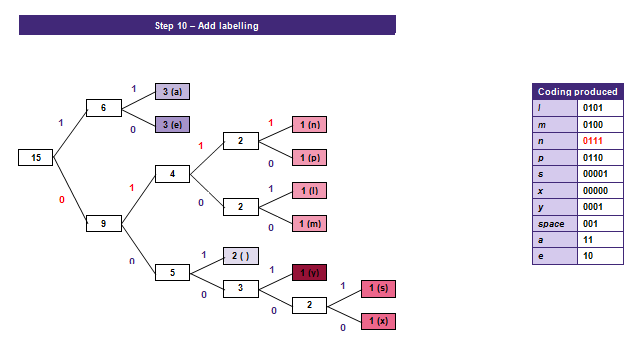 Step 10 – Add labelling
1
3 (a)
6
1
0
3 (e)
15
0
1
1 (n)
2
1
0
1 (p)
4
1
0
1
1 (l)
2
0
1 (m)
9
0
1
2 ( )
5
0
1
1 (y)
3
0
1
1 (s)
2
0
1 (x)
Coding produced
l 0101
m 0100
n 0111
p 0110
s 00001
x 00000
y 0001
space 001
a 11
e 10